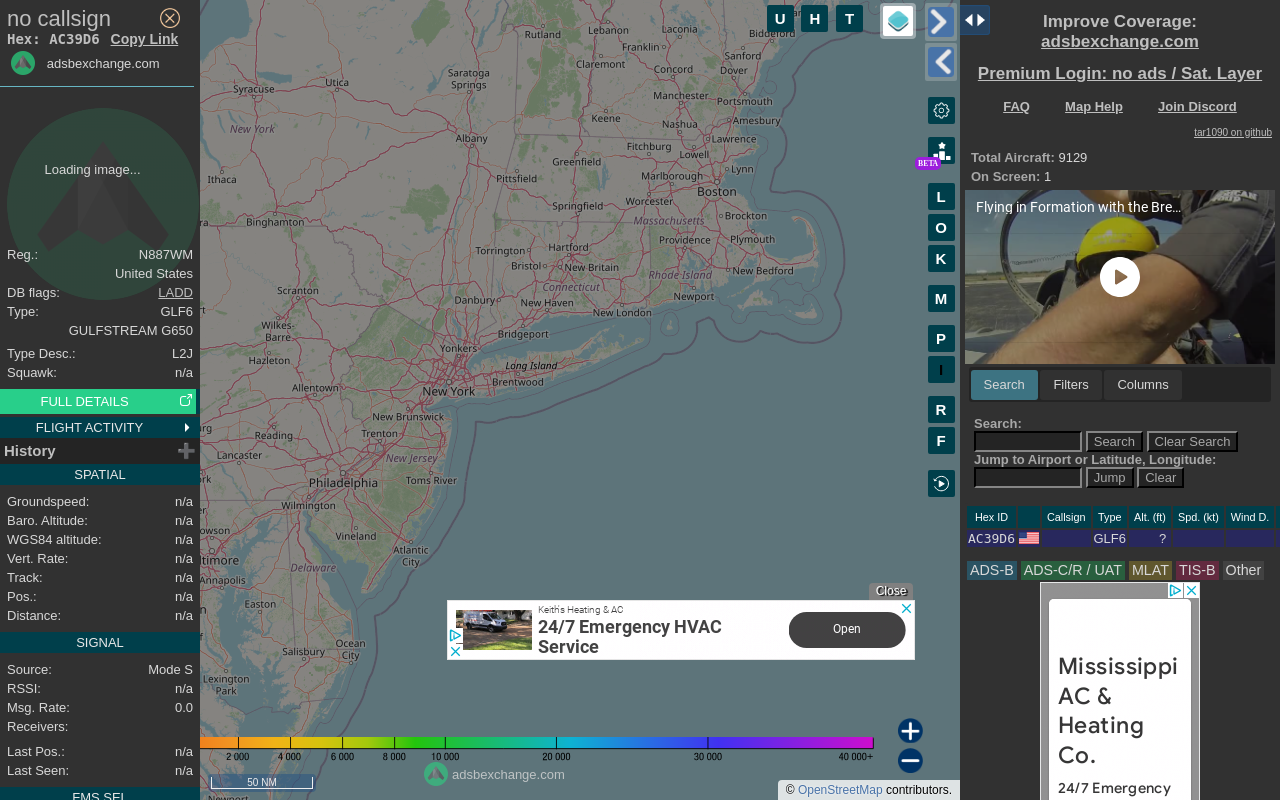 no callsign
Hex: AC39D6 Copy Link
adsbexchange.com
Loading image...
Reg.: N887WM
United States
DB flags: LADD
Type: GLF6
GULFSTREAM G650
Type Desc.: L2J
Squawk: n/a
FULL DETAILS
FLIGHT ACTIVITY
History
SPATIAL
Groundspeed: n/a
Baro. Altitude: n/a
WGS84 altitude: n/a
Vert. Rate: n/a
Track: n/a
Pos.: n/a
Distance: n/a
SIGNAL
Source: Mode S
RSSI: n/a
Msg. Rate: 0.0
Receivers:
Last Pos.: n/a
Last Seen: n/a
FMS SEL
U H T
Rutland
Lebanon
Laconia
Franklin
Biddeford
Claremont
Sanford
Concord
Dover
Saratoga
Springs
Utica
Syracuse
Manchester
Portsmouth
Keene
Nashua
Amesbury
New York
Albany
Lawrence
Fitchburg
Lowell
Greenfield
Lynn
Ithaca
Pittsfield
Marlborough
Boston
Worcester
Springfield
Massachusetts
Brockton
Binghamton
Torrington
Hartford
Providence
Plymouth
Bristol
New Britain
New Bedford
Rhode Island
Connecticut
Scranton
Danbury
New Haven
Newport
New London
Wilkes-
Barre
Bridgeport
Yonkers
Hazleton
Long Island
Brentwood
Allentown
New York
New Brunswick
Reading
Trenton
Lancaster
New Jersey
Toms River
Philadelphia
Wilmington
Vineland
Atlantic
City
Delaware
Annapolis
Easton
Ocean
City
Salisbury
Lexington
Park
BETA
L
O
K
M
P
I
R
F
Close
Keith's Heating & AC
24/7 Emergency HVAC
Service
Open
2 000 4 000 6 000 8 000 10 000 20 000 30 000 40 000+
adsbexchange.com
50 NM
© OpenStreetMap contributors.
Improve Coverage:
adsbexchange.com
Premium Login: no ads / Sat. Layer
FAQ Map Help Join Discord
tar1090 on github
Total Aircraft: 9129
On Screen: 1
Flying in Formation with the Bre...
Search Filters Columns
Search:
Search Clear Search
Jump to Airport or Latitude, Longitude:
Jump Clear
Hex ID Callsign Type Alt. (ft) Spd. (kt) Wind D.
AC39D6 GLF6 ?
ADS-B ADS-C/R / UAT MLAT TIS-B Other
Mississippi
AC &
Heating
Co.
24/7 Emergency